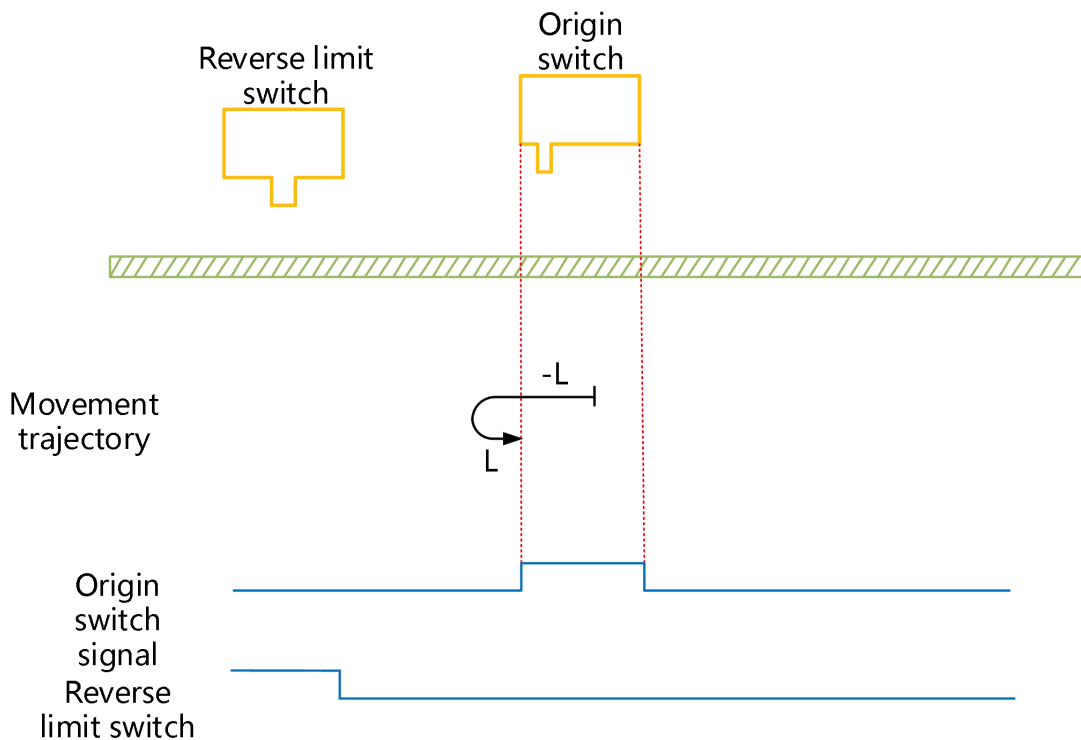 Origin
switch
Reverse limit
switch
-L
Movement
trajectory
L
Origin
switch
signal
Reverse
limit switch